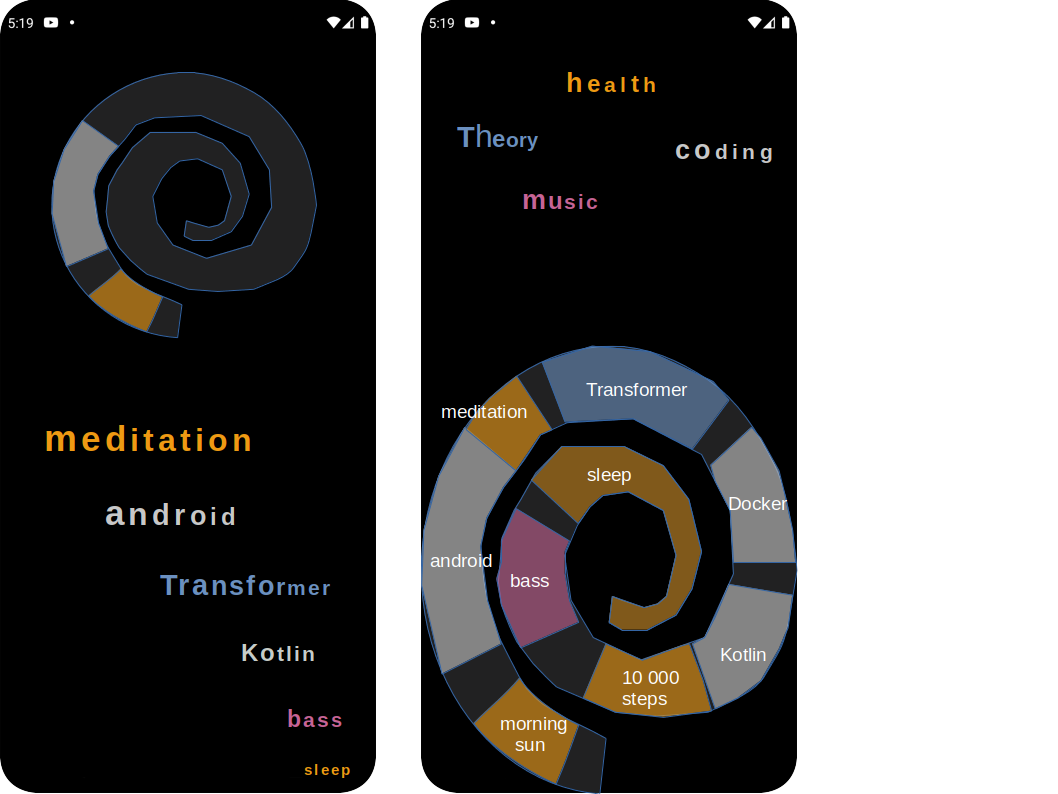 5:19
meditation
android
Transformer
Kotlin
bass
sleep
5:19
health
Theory
coding
music
Transformer
meditation
sleep
Docker
android
bass
Kotlin
10 000
steps
morning
sun